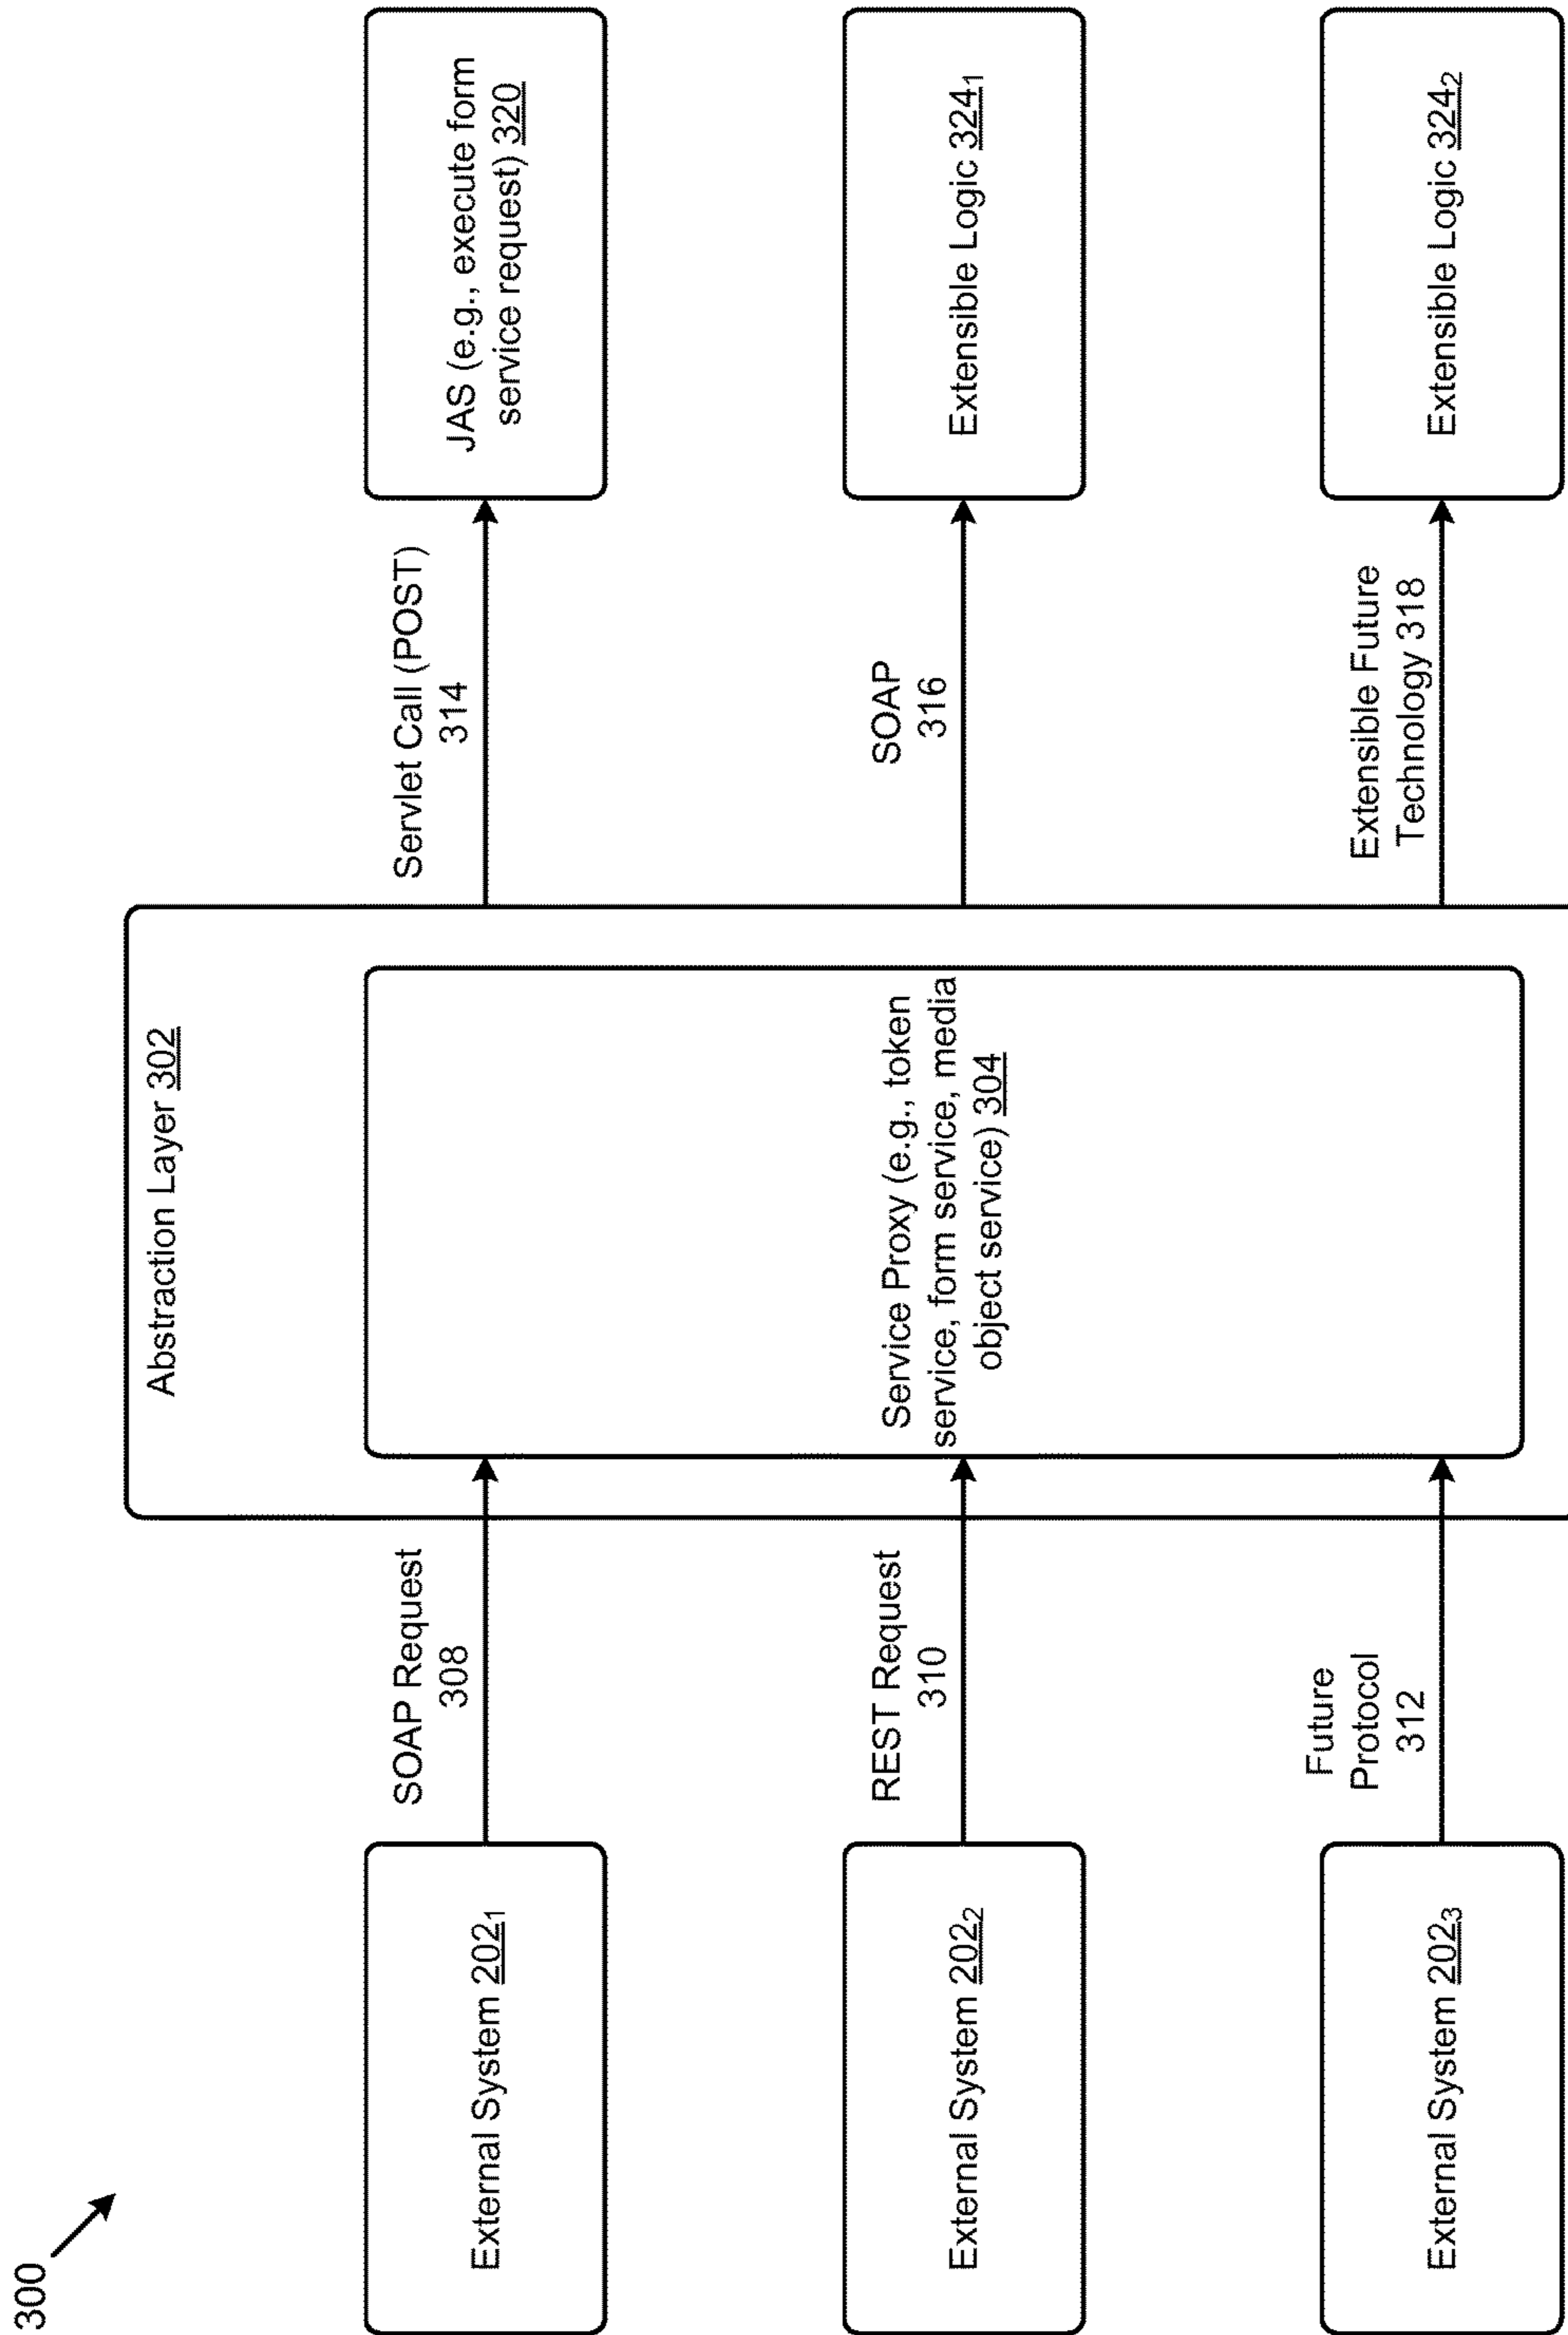 300
Abstraction Layer 302
External System 202₁
SOAP Request
308
Servlet Call (POST)
314
JAS (e.g., execute form
service request) 320
External System 202₂
REST Request
310
Service Proxy (e.g., token
service, form service, media
object service) 304
SOAP
316
Extensible Logic 324₁
External System 202₃
Future
Protocol
312
Extensible Future
Technology 318
Extensible Logic 324₂